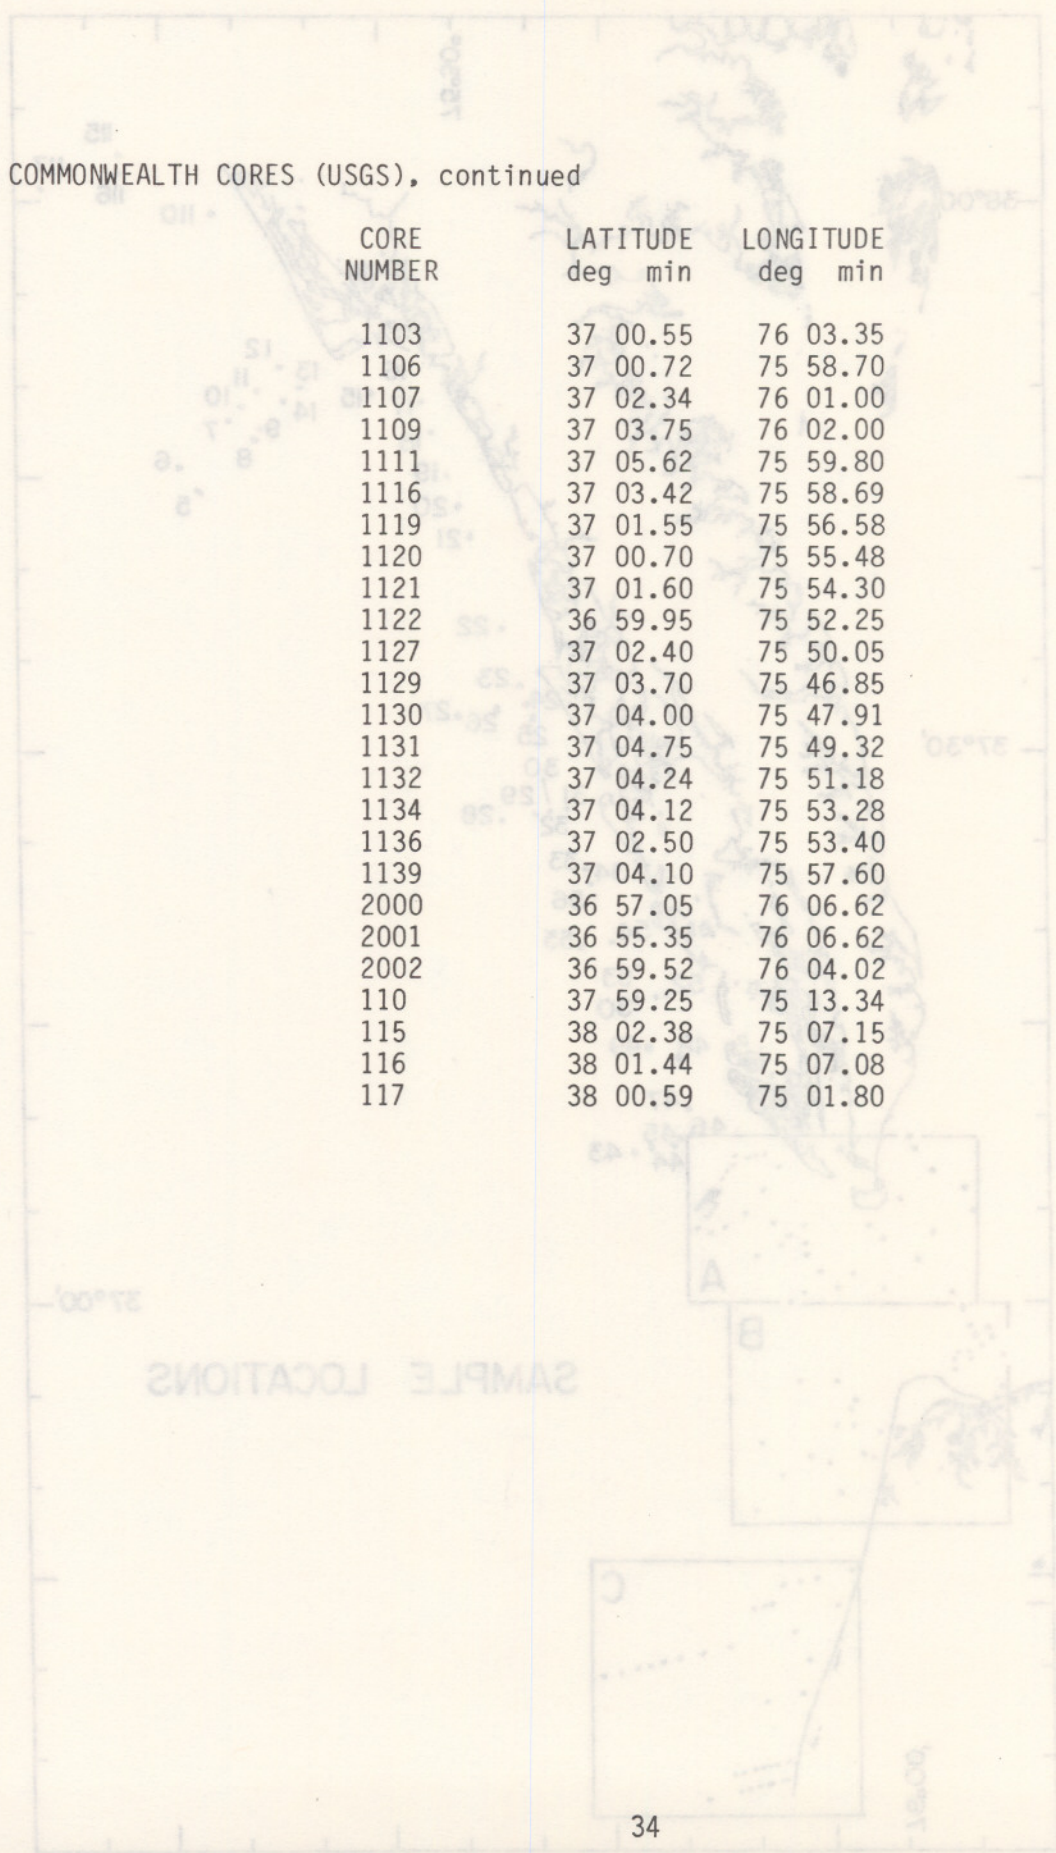 COMMONWEALTH CORES (USGS), continued
CORE LATITUDE LONGITUDE
NUMBER deg min deg min
1103 37 00.55 76 03.35
1106 37 00.72 75 58.70
1107 37 02.34 76 01.00
1109 37 03.75 76 02.00
1111 37 05.62 75 59.80
1116 37 03.42 75 58.69
1119 37 01.55 75 56.58
1120 37 00.70 75 55.48
1121 37 01.60 75 54.30
1122 36 59.95 75 52.25
1127 37 02.40 75 50.05
1129 37 03.70 75 46.85
1130 37 04.00 75 47.91
1131 37 04.75 75 49.32
1132 37 04.24 75 51.18
1134 37 04.12 75 53.28
1136 37 02.50 75 53.40
1139 37 04.10 75 57.60
2000 36 57.05 76 06.62
2001 36 55.35 76 06.62
2002 36 59.52 76 04.02
110 37 59.25 75 13.34
115 38 02.38 75 07.15
116 38 01.44 75 07.08
117 38 00.59 75 01.80
34